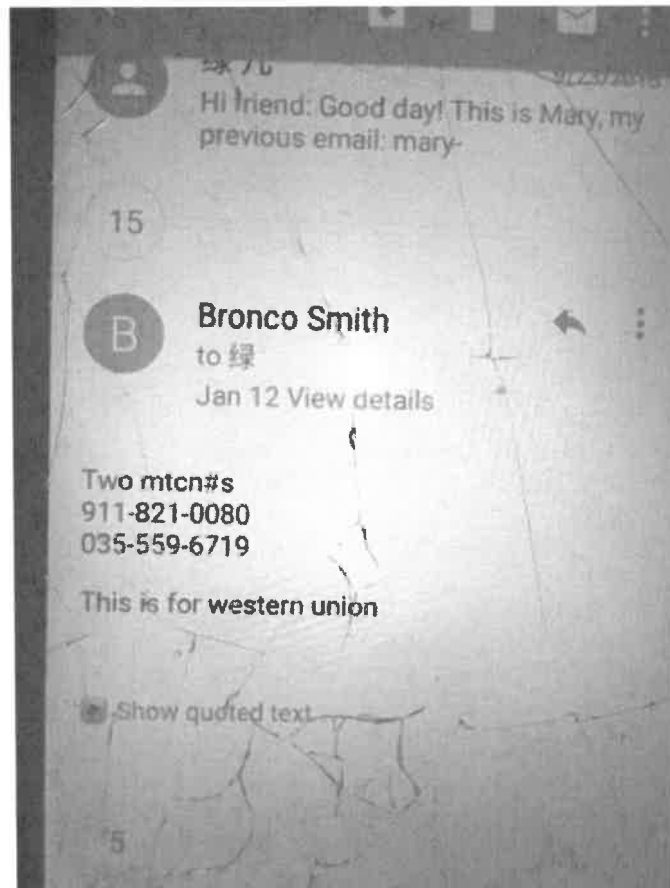 Hi friend: Good day! This is Mary, my
previous email: mary-
15
B
Bronco Smith
to 绿
Jan 12 View details
Two mtcn#s
911-821-0080
035-559-6719
This is for western union
Show quoted text
5